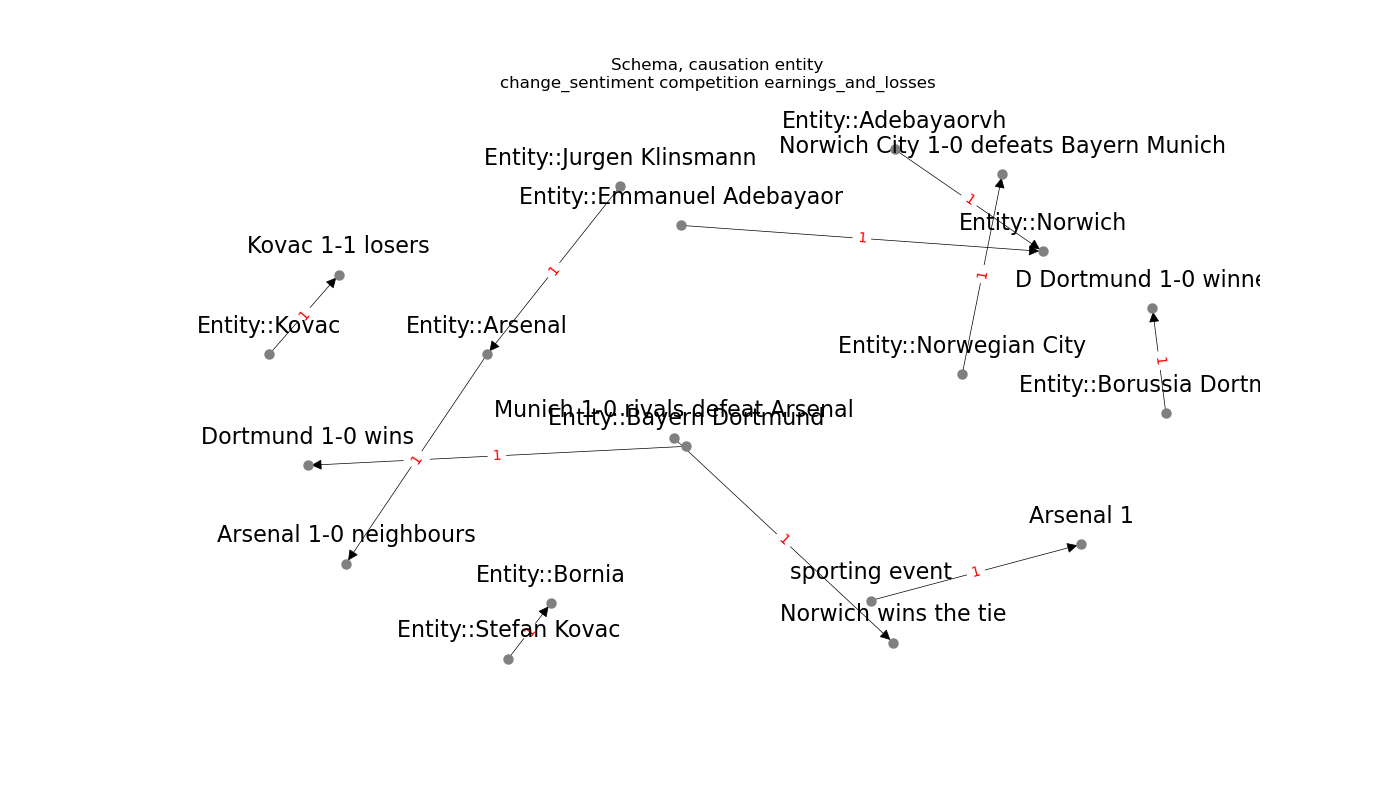 Schema, causation entity
change_sentiment competition earnings_and_losses
Entity::Adebayaorvh
Norwich City 1-0 defeats Bayern Munich
Entity::Jurgen Klinsmann
1
Entity::Emmanuel Adebayaor
Entity::Norwich
1
Kovac 1-1 losers
1
1
D Dortmund 1-0 winne
1
Entity::Kovac
Entity::Arsenal
Entity::Norwegian City
1
Entity::Borussia Dortn
Munich 1-0 rivals defeat Arsenal
Entity::Bayern Dortmund
Dortmund 1-0 wins
1
1
Arsenal 1-0 neighbours
Arsenal 1
1
Entity::Bornia
sporting event
1
Norwich wins the tie
Entity::Stefan Kovac
1